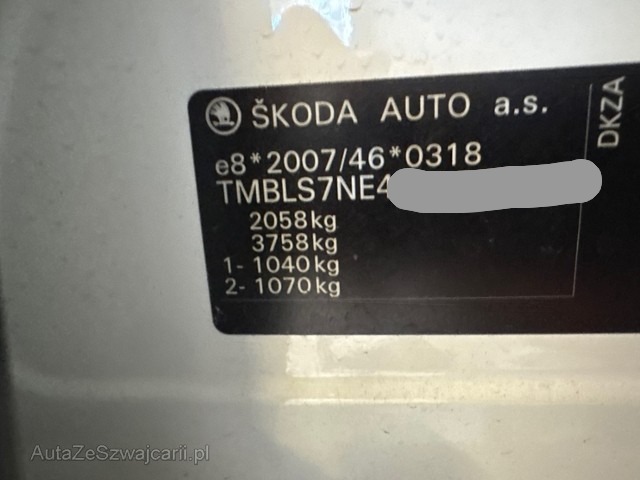 ŠKODA AUTO a.s.
e8*2007/46*0318
TMBLS7NE4
2058kg
3758kg
1- 1040kg
2- 1070kg
DKZA
AutaZeSzwajcarii.pl